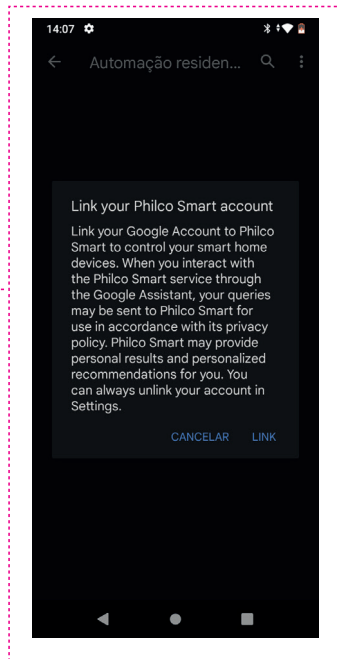 14:07
Automação residen...
Link your Philco Smart account
Link your Google Account to Philco
Smart to control your smart home
devices. When you interact with
the Philco Smart service through
the Google Assistant, your queries
may be sent to Philco Smart for
use in accordance with its privacy
policy. Philco Smart may provide
personal results and personalized
recommendations for you. You
can always unlink your account in
Settings.
CANCELAR LINK